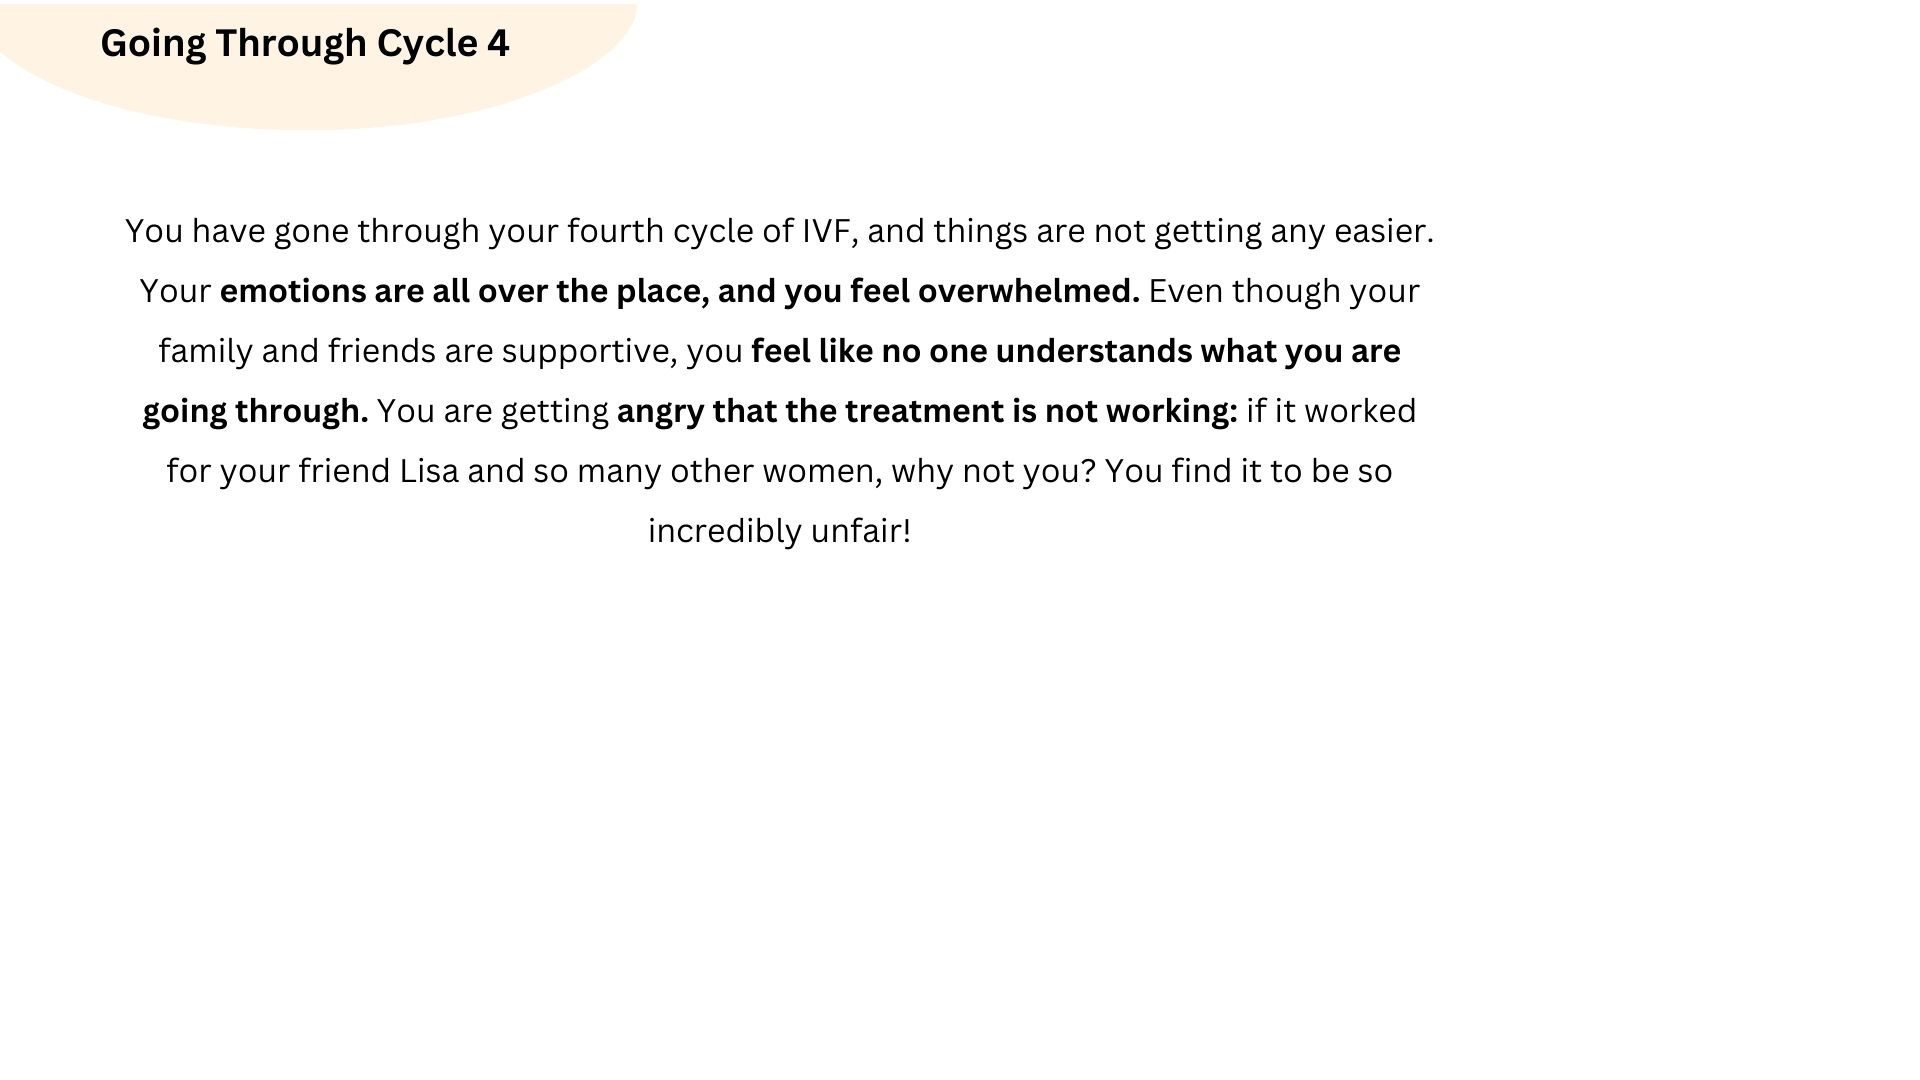 Going Through Cycle 4
You have gone through your fourth cycle of IVF, and things are not getting any easier.
Your emotions are all over the place, and you feel overwhelmed. Even though your
family and friends are supportive, you feel like no one understands what you are
going through. You are getting angry that the treatment is not working: if it worked
for your friend Lisa and so many other women, why not you? You find it to be so
incredibly unfair!